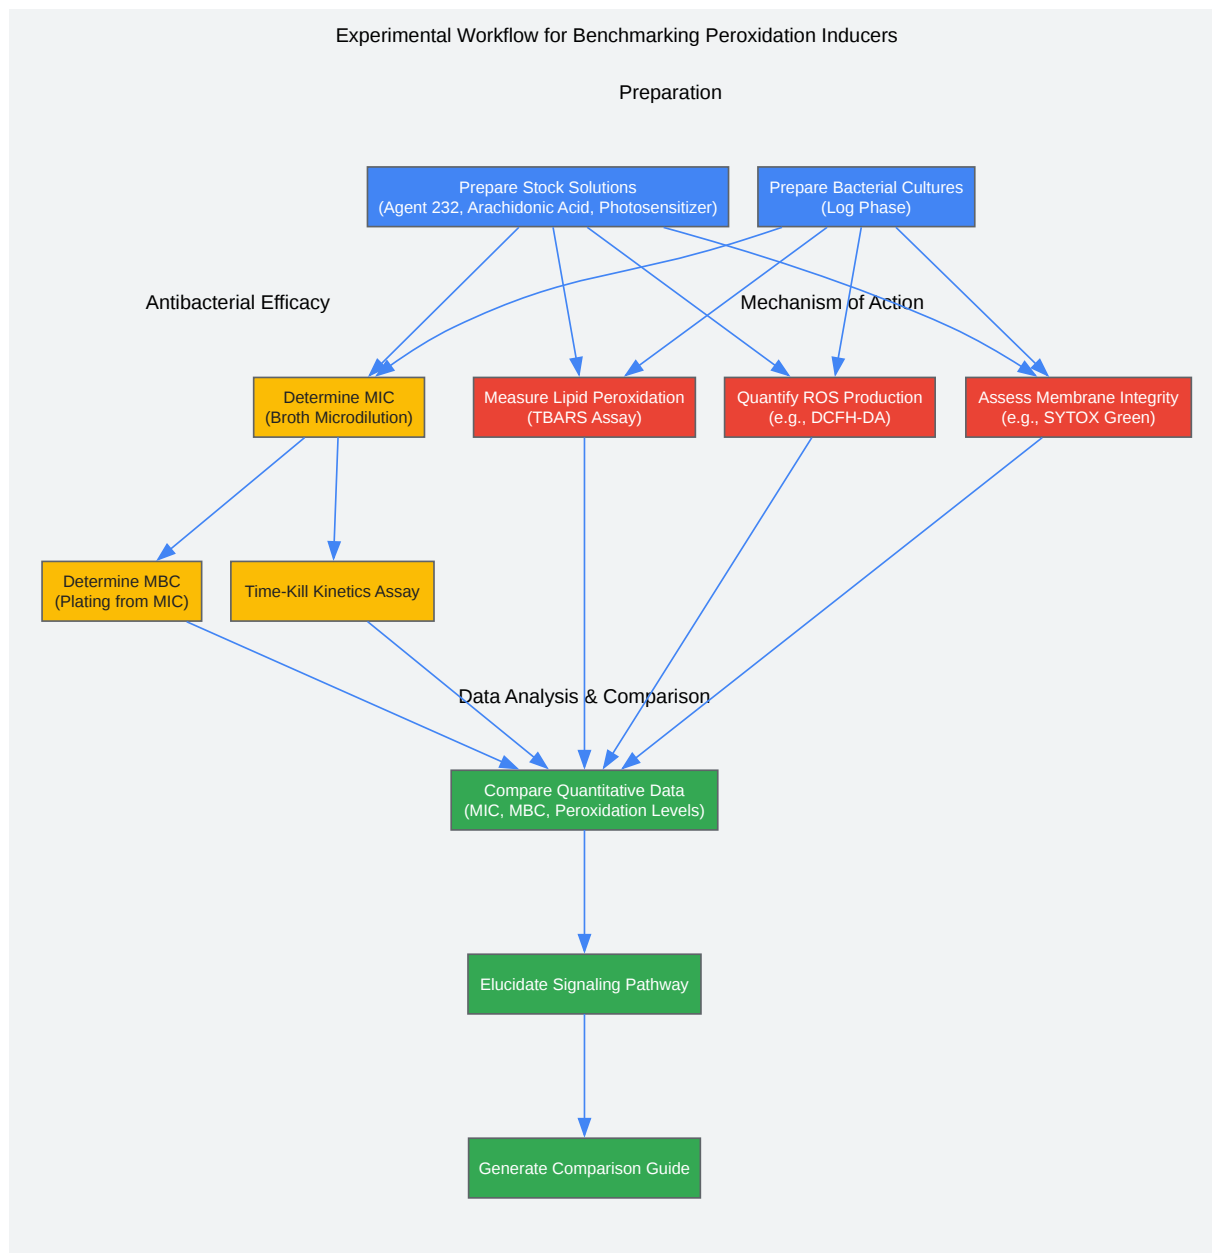 Experimental Workflow for Benchmarking Peroxidation Inducers
Preparation
Prepare Stock Solutions
(Agent 232, Arachidonic Acid, Photosensitizer)
Prepare Bacterial Cultures
(Log Phase)
Antibacterial Efficacy
Mechanism of Action
Determine MIC
(Broth Microdilution)
Measure Lipid Peroxidation
(TBARS Assay)
Quantify ROS Production
(e.g., DCFH-DA)
Assess Membrane Integrity
(e.g., SYTOX Green)
Determine MBC
(Plating from MIC)
Time-Kill Kinetics Assay
Data Analysis & Comparison
Compare Quantitative Data
(MIC, MBC, Peroxidation Levels)
Elucidate Signaling Pathway
Generate Comparison Guide